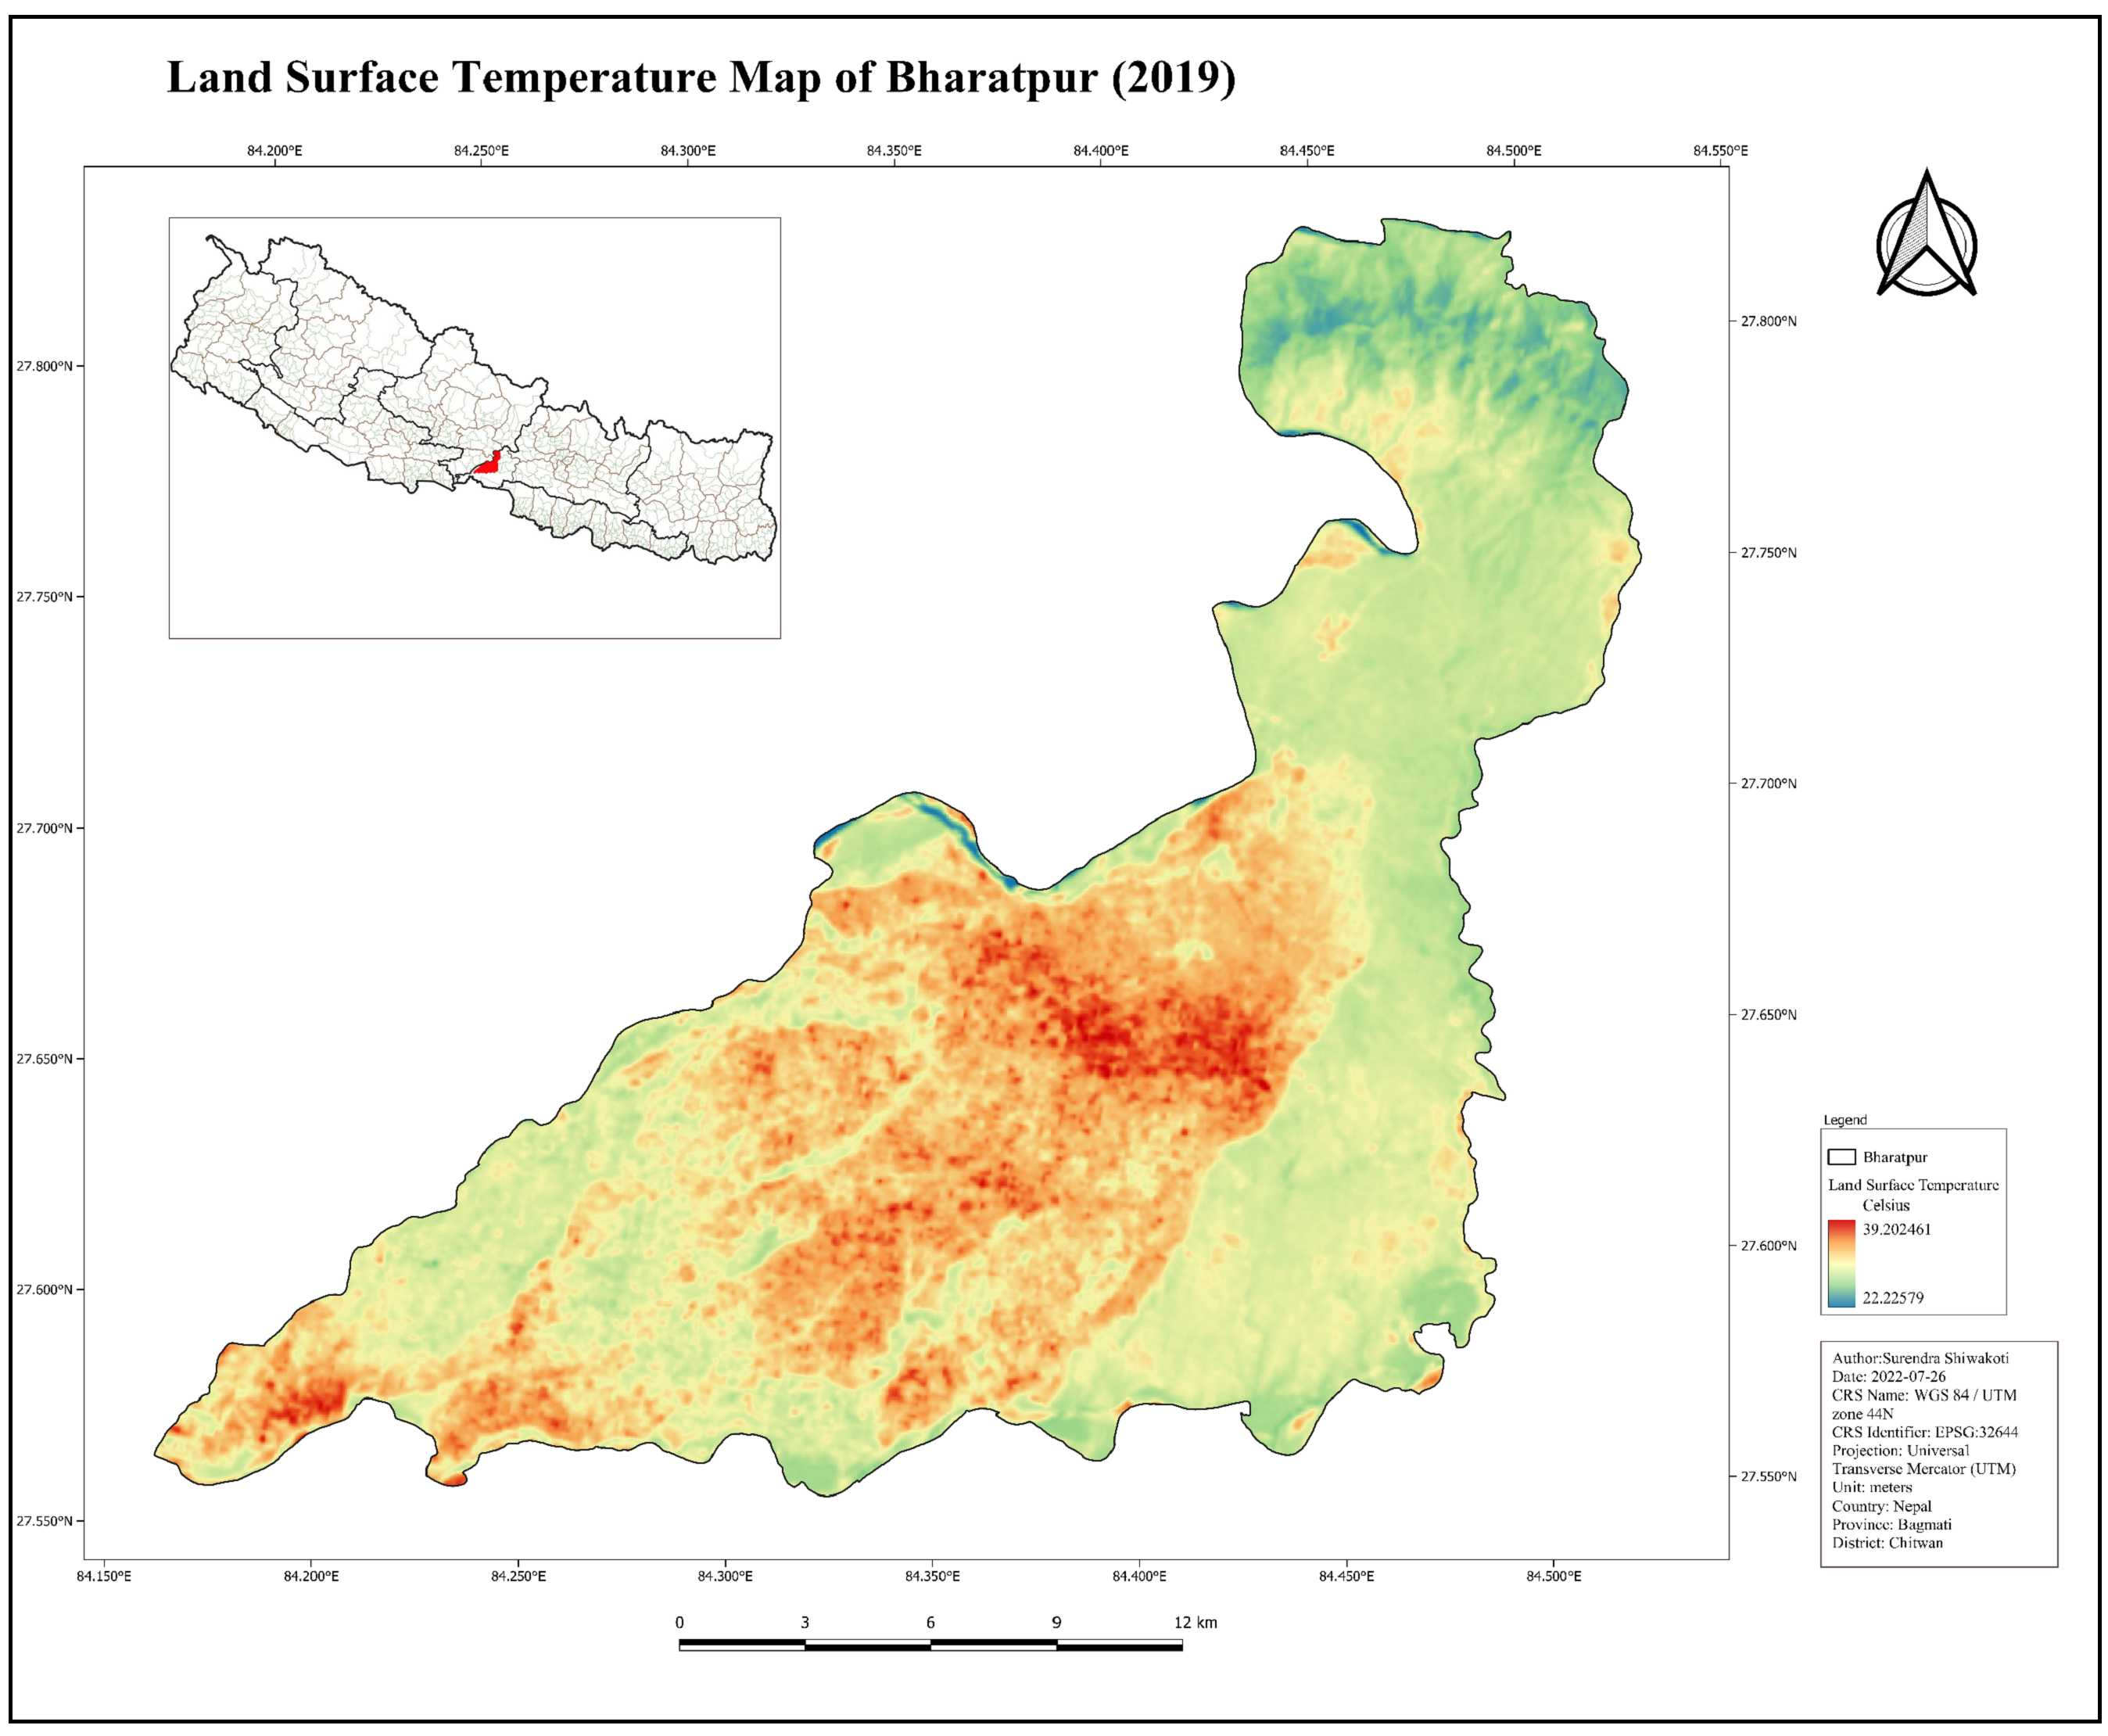 Land Surface Temperature Map of Bharatpur (2019)
84.200°E 84.250°E 84.300°E 84.350°E 84.400°E 84.450°E 84.500°E 84.550°E
27.800°N
27.800°N
27.750°N
27.750°N
27.700°N
27.700°N
27.650°N
27.650°N
27.600°N
27.600°N
27.550°N
27.550°N
84.150°E 84.200°E 84.250°E 84.300°E 84.350°E 84.400°E 84.450°E 84.500°E
0 3 6 9 12 km
Legend
Bharatpur
Land Surface Temperature
Celsius
39.202461
22.22579
Author:Surendra Shiwakoti
Date: 2022-07-26
CRS Name: WGS 84 / UTM
zone 44N
CRS Identifier: EPSG:32644
Projection: Universal
Transverse Mercator (UTM)
Unit: meters
Country: Nepal
Province: Bagmati
District: Chitwan